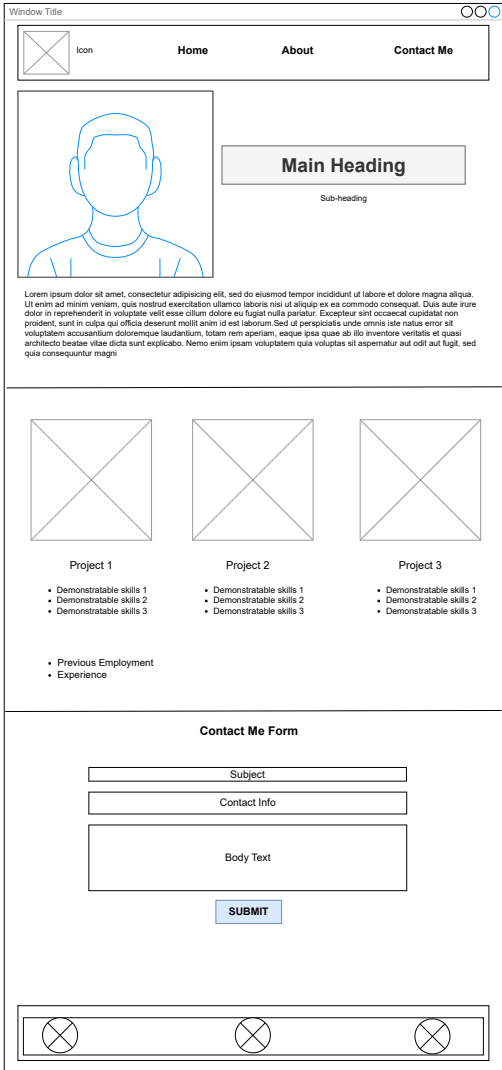 Window Title
Icon
Home
About
Contact Me
Main Heading
Sub-heading
Lorem ipsum dolor sit amet, consectetur adipisicing elit, sed do eiusmod tempor incididunt ut labore et dolore magna aliqua.
Ut enim ad minim veniam, quis nostrud exercitation ullamco laboris nisi ut aliquip ex ea commodo consequat. Duis aute irure
dolor in reprehenderit in voluptate velit esse cillum dolore eu fugiat nulla pariatur. Excepteur sint occaecat cupidatat non
proident, sunt in culpa qui officia deserunt mollit anim id est laborum.Sed ut perspiciatis unde omnis iste natus error sit
voluptatem accusantium doloremque laudantium, totam rem aperiam, eaque ipsa quae ab illo inventore veritatis et quasi
architecto beatae vitae dicta sunt explicabo. Nemo enim ipsam voluptatem quia voluptas sit aspernatur aut odit aut fugit, sed
quia consequuntur magni
Project 1
• Demonstratable skills 1
• Demonstratable skills 2
• Demonstratable skills 3
Project 2
• Demonstratable skills 1
• Demonstratable skills 2
• Demonstratable skills 3
Project 3
• Demonstratable skills 1
• Demonstratable skills 2
• Demonstratable skills 3
• Previous Employment
• Experience
Contact Me Form
Subject
Contact Info
Body Text
SUBMIT